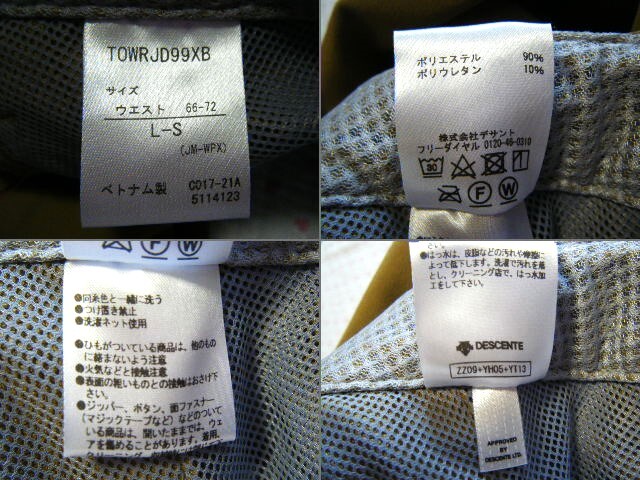 TOWRJD99XB
サイズ
ウエスト 66-72
L-S
(JM-WPX)
ベトナム製 C017-21A
5114123
ポリエステル 90%
ポリウレタン 10%
株式会社デサント
フリーダイヤル 0120-46-0310
F W
F W
●同系色と一緒に洗う
●つけ置き禁止
●洗濯ネット使用
●ひもがついている商品は、他のもの
に絡まないよう注意
●火気などと接触注意
●表面の粗いものとの接触はお避け下
さい。
●ジッパー、ボタン、面ファスナー
(マジックテープ)などのついてい
る商品は、開いたままでは、ウェ
アを傷めることがあります。着用、
さい。
●はっ水は、皮脂などの汚れや摩擦に
よって低下します。洗濯で汚れを落
とし、クリーニング店で、はっ水加
工をして下さい。
DESCENTE
ZZ09+YH05+YT13
APPROVED
BY
DESCENTE LTD.